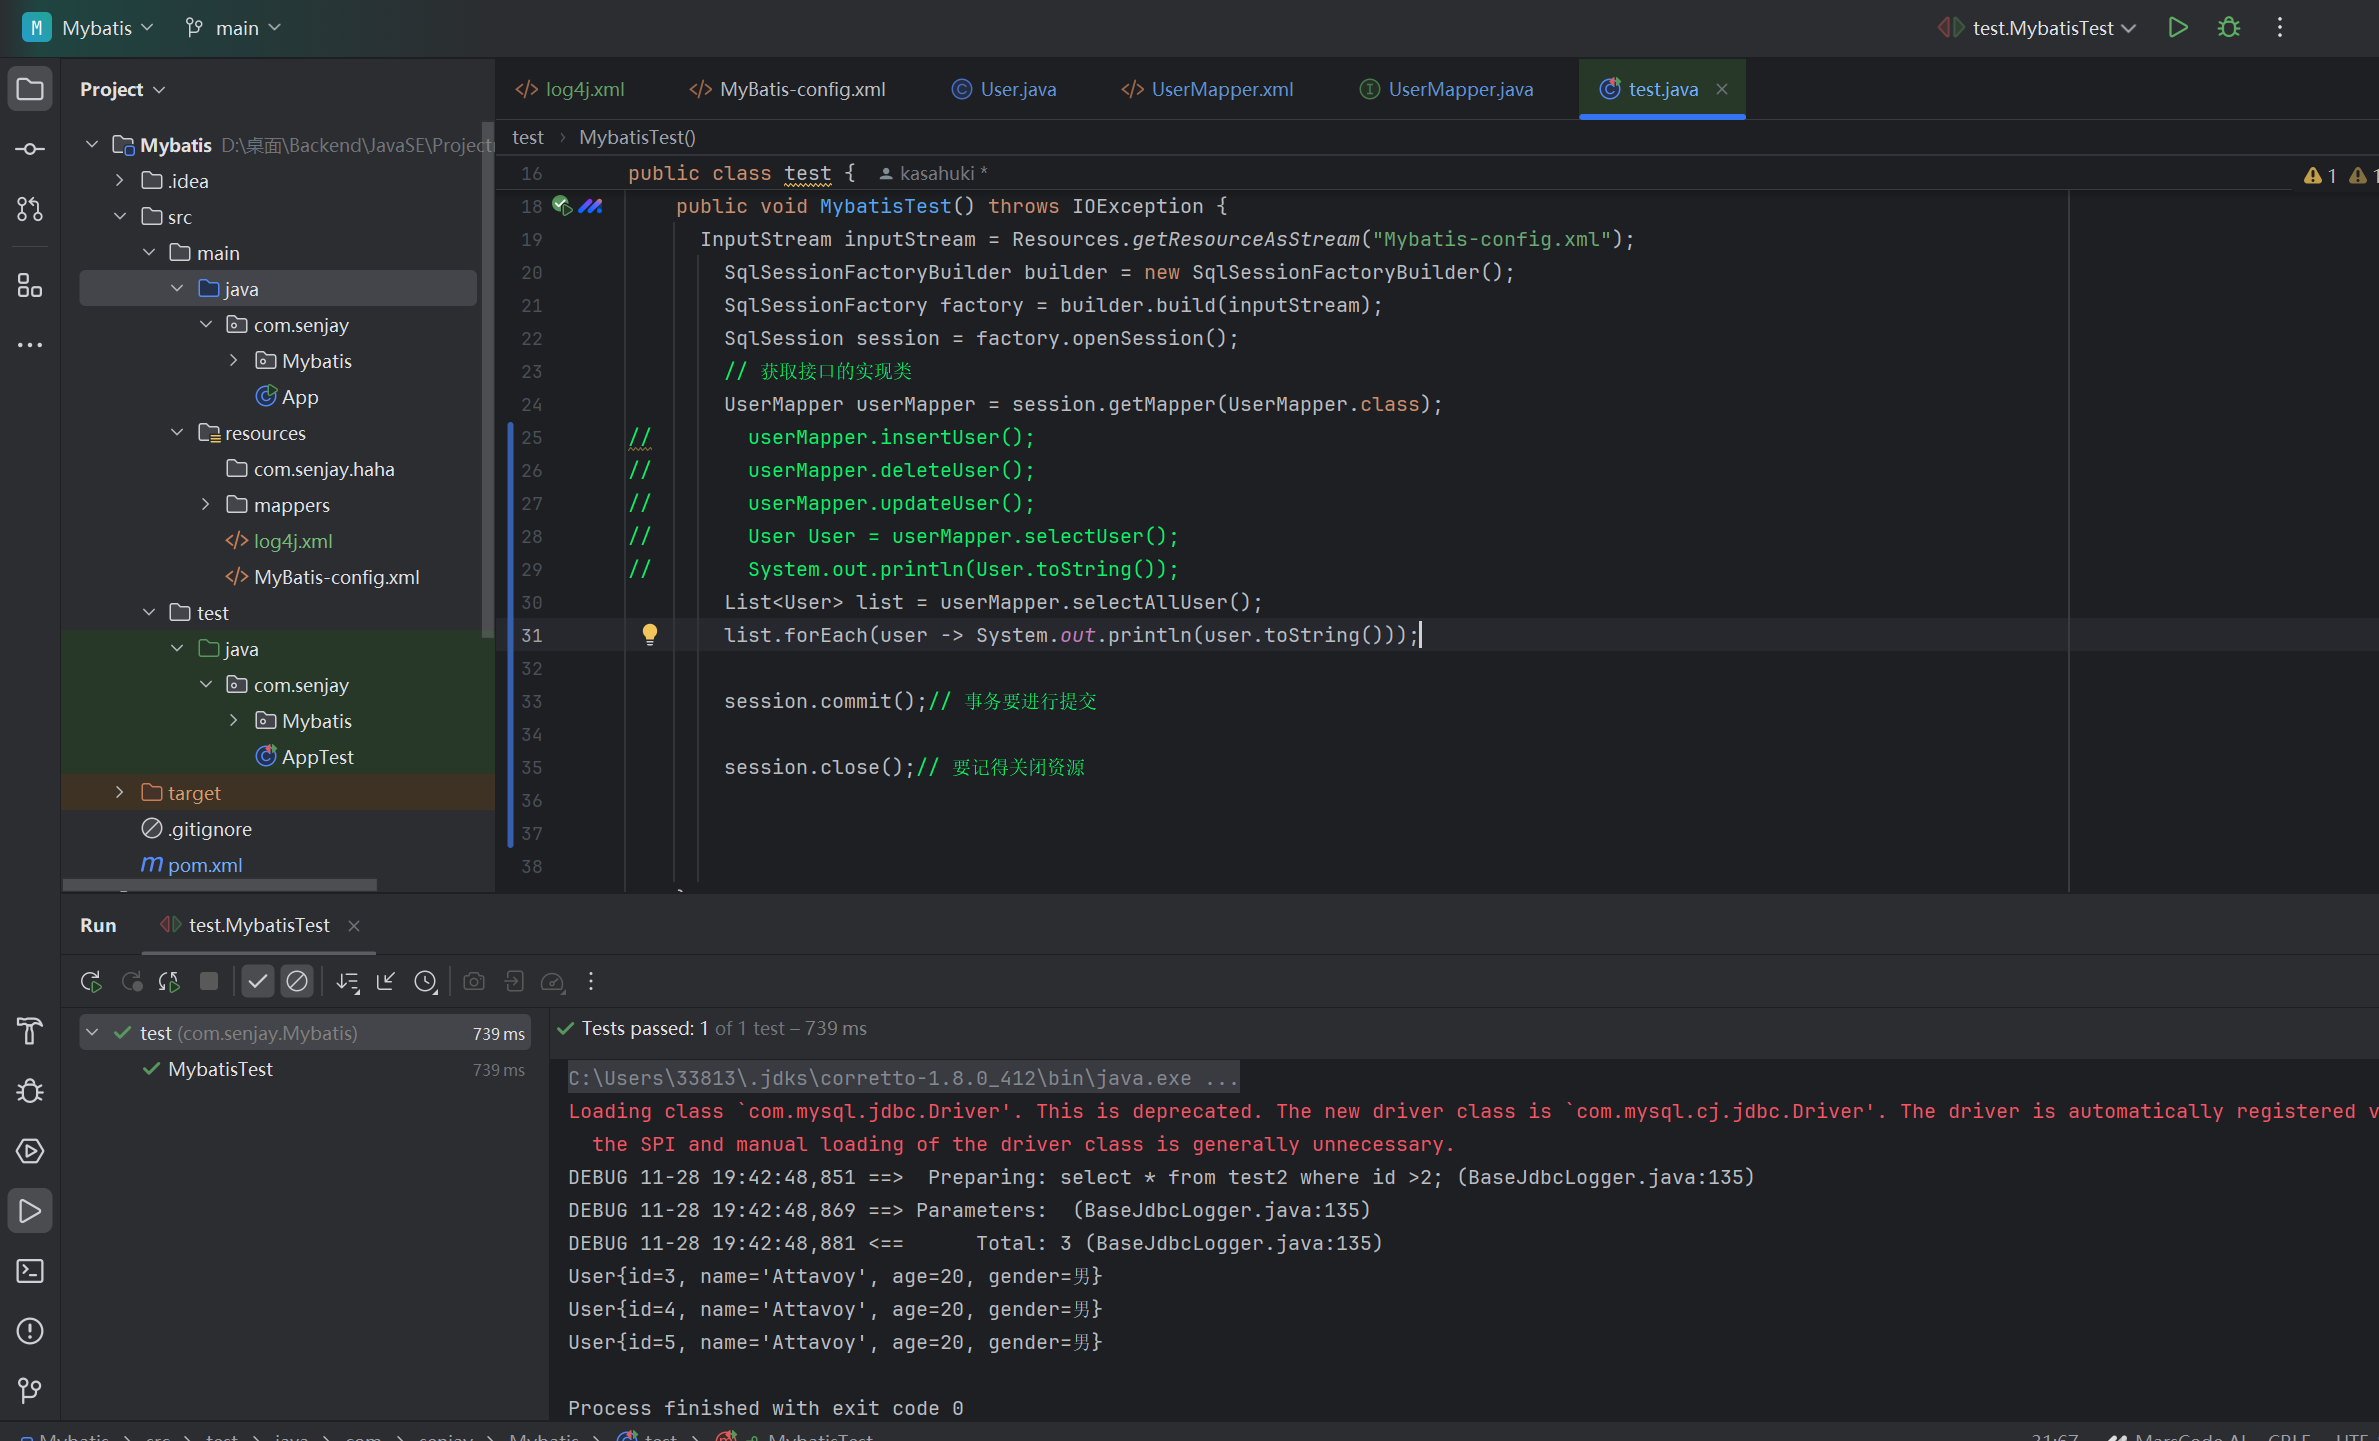 M Mybatis main test.MybatisTest
Project
Mybatis D:\桌面\Backend\JavaSE\Project
.idea
src
main
java
com.senjay
Mybatis
App
resources
com.senjay.haha
mappers
log4j.xml
MyBatis-config.xml
test
java
com.senjay
Mybatis
AppTest
target
.gitignore
pom.xml
log4j.xml MyBatis-config.xml User.java UserMapper.xml UserMapper.java test.java
test MybatisTest()
16 public class test { kasahuki * 1 1
18 public void MybatisTest() throws IOException {
19 InputStream inputStream = Resources.getResourceAsStream("Mybatis-config.xml");
20 SqlSessionFactoryBuilder builder = new SqlSessionFactoryBuilder();
21 SqlSessionFactory factory = builder.build(inputStream);
22 SqlSession session = factory.openSession();
23 // 获取接口的实现类
24 UserMapper userMapper = session.getMapper(UserMapper.class);
25 // userMapper.insertUser();
26 // userMapper.deleteUser();
27 // userMapper.updateUser();
28 // User User = userMapper.selectUser();
29 // System.out.println(User.toString());
30 List<User> list = userMapper.selectAllUser();
31 list.forEach(user -> System.out.println(user.toString()));
32
33 session.commit();// 事务要进行提交
34
35 session.close();// 要记得关闭资源
36
37
38
Run test.MybatisTest
test (com.senjay.Mybatis) 739 ms
MybatisTest 739 ms
Tests passed: 1 of 1 test – 739 ms
C:\Users\33813\.jdks\corretto-1.8.0_412\bin\java.exe ...
Loading class `com.mysql.jdbc.Driver'. This is deprecated. The new driver class is `com.mysql.cj.jdbc.Driver'. The driver is automatically registered v
the SPI and manual loading of the driver class is generally unnecessary.
DEBUG 11-28 19:42:48,851 ==>  Preparing: select * from test2 where id >2; (BaseJdbcLogger.java:135)
DEBUG 11-28 19:42:48,869 ==> Parameters:  (BaseJdbcLogger.java:135)
DEBUG 11-28 19:42:48,881 <==      Total: 3 (BaseJdbcLogger.java:135)
User{id=3, name='Attavoy', age=20, gender=男}
User{id=4, name='Attavoy', age=20, gender=男}
User{id=5, name='Attavoy', age=20, gender=男}
Process finished with exit code 0
Mybatis src test java com senjay Mybatis test MybatisTest 31:67 MarsCode AI CRLF UTF